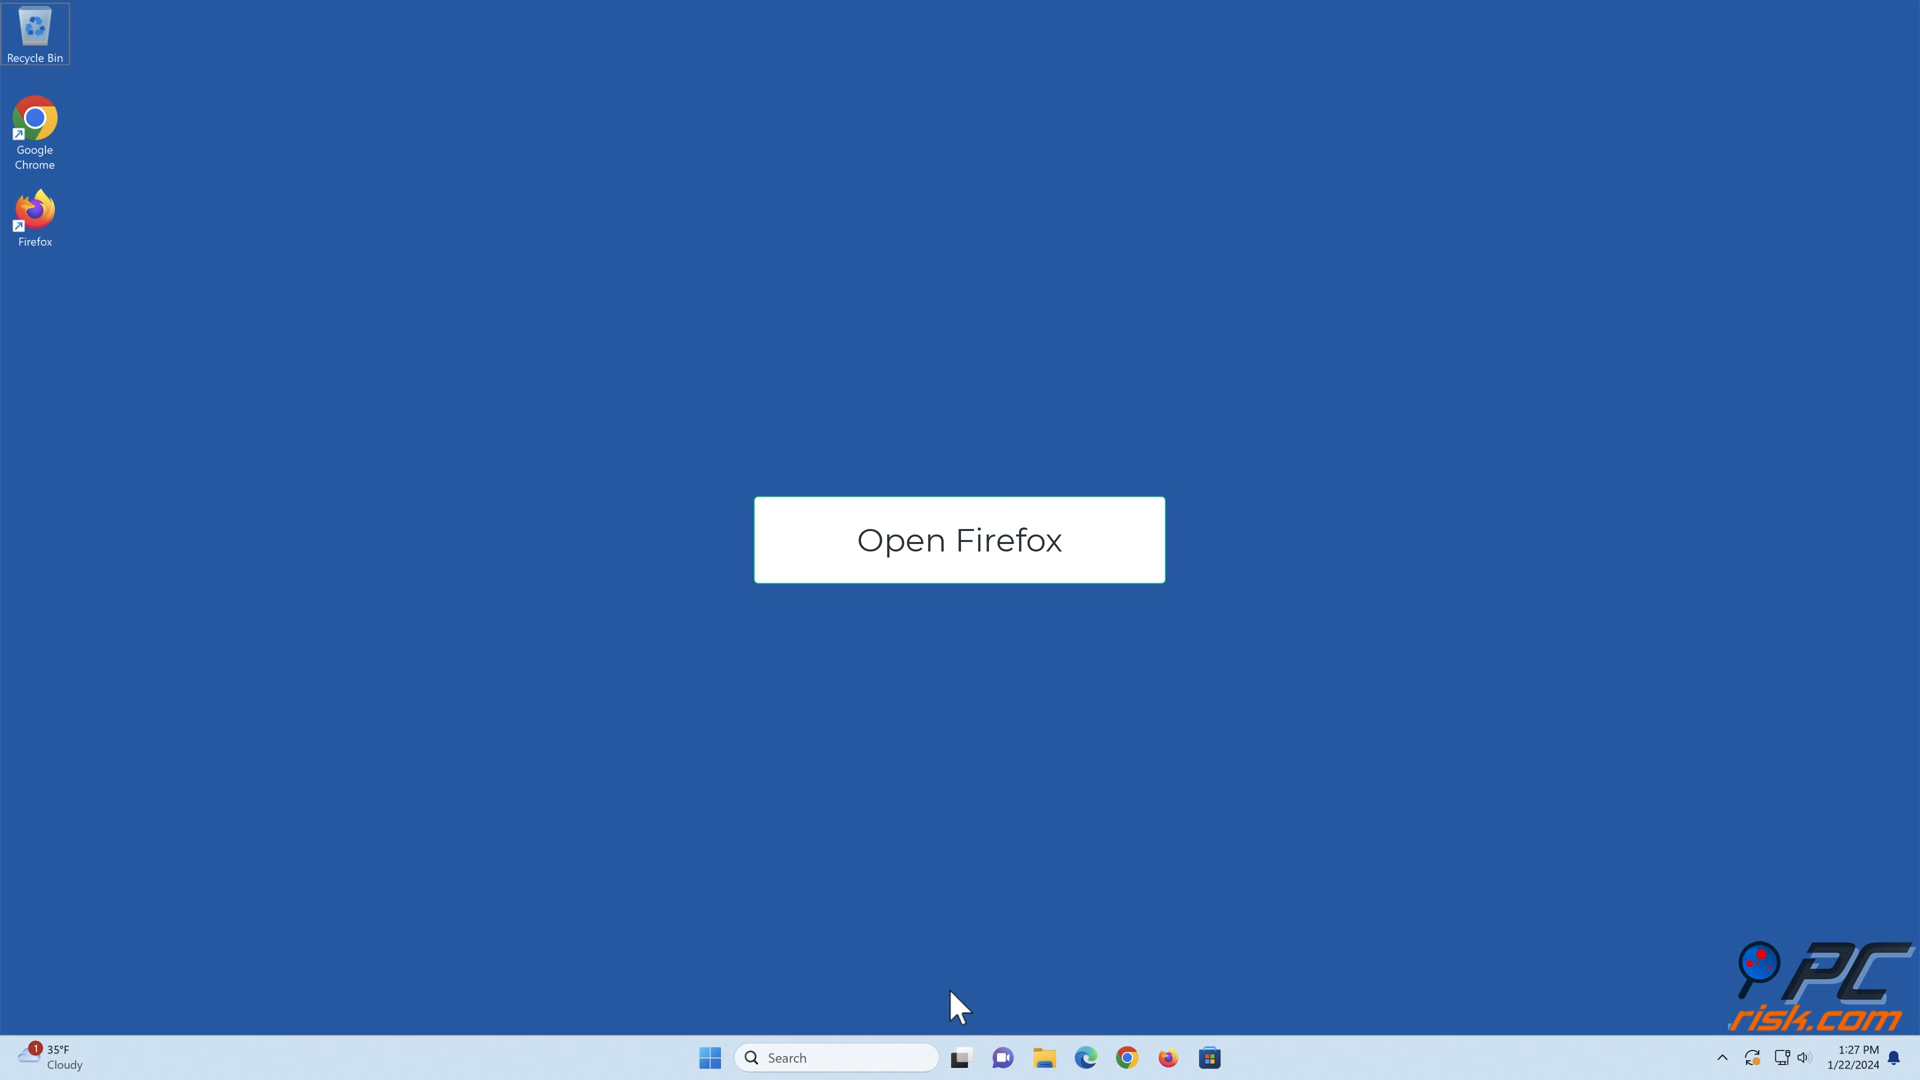 Recycle Bin
Google
Chrome
Firefox
Open Firefox
PC
risk.com
1
35°F
Cloudy
Search
1:27 PM
1/22/2024